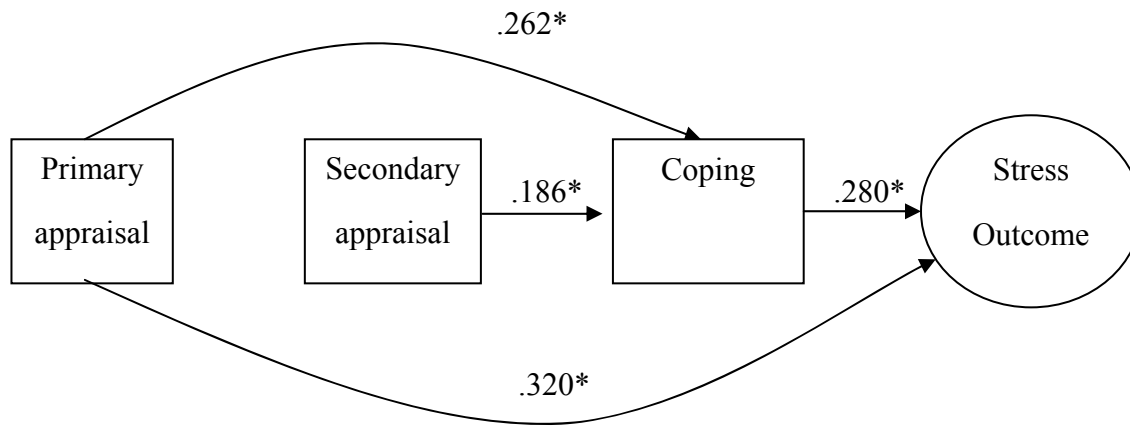 .262*
Primary
appraisal
Secondary
appraisal
.186*
Coping
.280*
Stress
Outcome
.320*